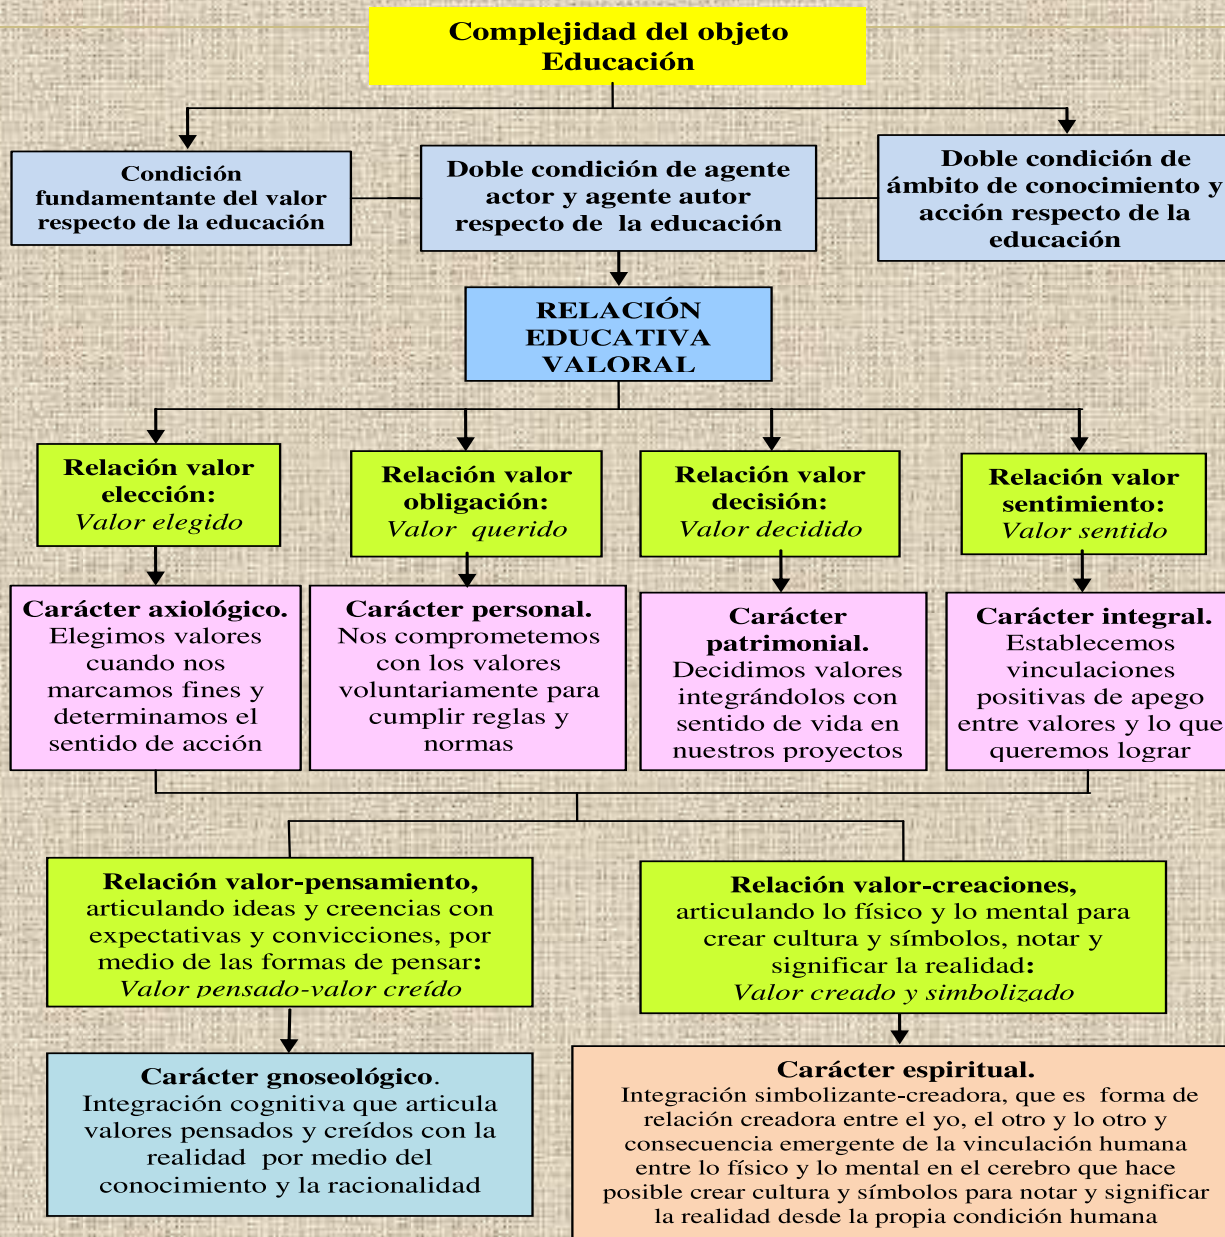 Complejidad del objeto
Educación
Condición
fundamentante del valor
respecto de la educación
Doble condición de agente
actor y agente autor
respecto de la educación
Doble condición de
ámbito de conocimiento y
acción respecto de la
educación
RELACIÓN
EDUCATIVA
VALORAL
Relación valor
elección:
Valor elegido
Relación valor
obligación:
Valor querido
Relación valor
decisión:
Valor decidido
Relación valor
sentimiento:
Valor sentido
Carácter axiológico.
Elegimos valores
cuando nos
marcamos fines y
determinamos el
sentido de acción
Carácter personal.
Nos comprometemos
con los valores
voluntariamente para
cumplir reglas y
normas
Carácter
patrimonial.
Decidimos valores
integrándolos con
sentido de vida en
nuestros proyectos
Carácter integral.
Establecemos
vinculaciones
positivas de apego
entre valores y lo que
queremos lograr
Relación valor-pensamiento,
articulando ideas y creencias con
expectativas y convicciones, por
medio de las formas de pensar:
Valor pensado-valor creído
Relación valor-creaciones,
articulando lo físico y lo mental para
crear cultura y símbolos, notar y
significar la realidad:
Valor creado y simbolizado
Carácter gnoseológico.
Integración cognitiva que articula
valores pensados y creídos con la
realidad por medio del
conocimiento y la racionalidad
Carácter espiritual.
Integración simbolizante-creadora, que es forma de
relación creadora entre el yo, el otro y lo otro y
consecuencia emergente de la vinculación humana
entre lo físico y lo mental en el cerebro que hace
posible crear cultura y símbolos para notar y significar
la realidad desde la propia condición humana